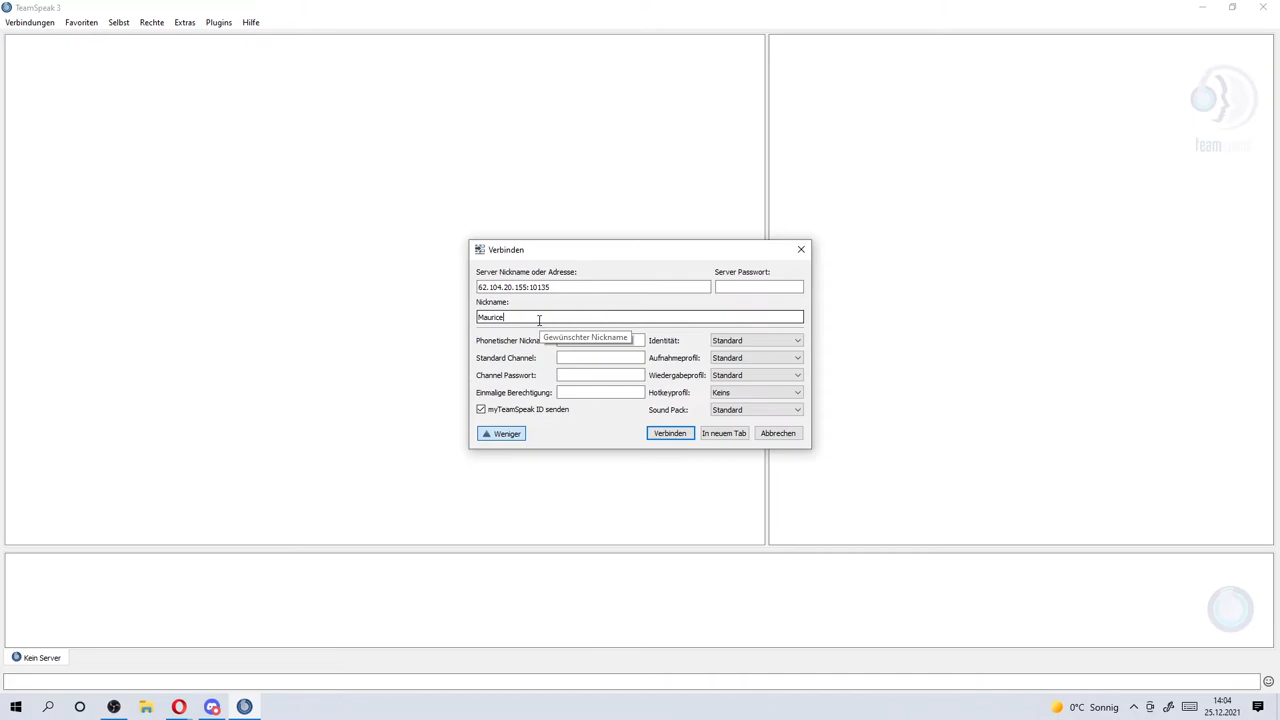 TeamSpeak 3
Verbindungen Favoriten Selbst Rechte Extras Plugins Hilfe
teamspeak
Verbinden
Server Nickname oder Adresse: Server Passwort:
62.104.20.155:10135
Nickname:
Maurice
Gewünschter Nickname
Phonetischer Nickna Identität: Standard
Standard Channel: Aufnahmeprofil: Standard
Channel Passwort: Wiedergabeprofil: Standard
Einmalige Berechtigung: Hotkeyprofil: Keins
myTeamSpeak ID senden Sound Pack: Standard
Weniger Verbinden In neuem Tab Abbrechen
Kein Server
0°C Sonnig 14:04
25.12.2021